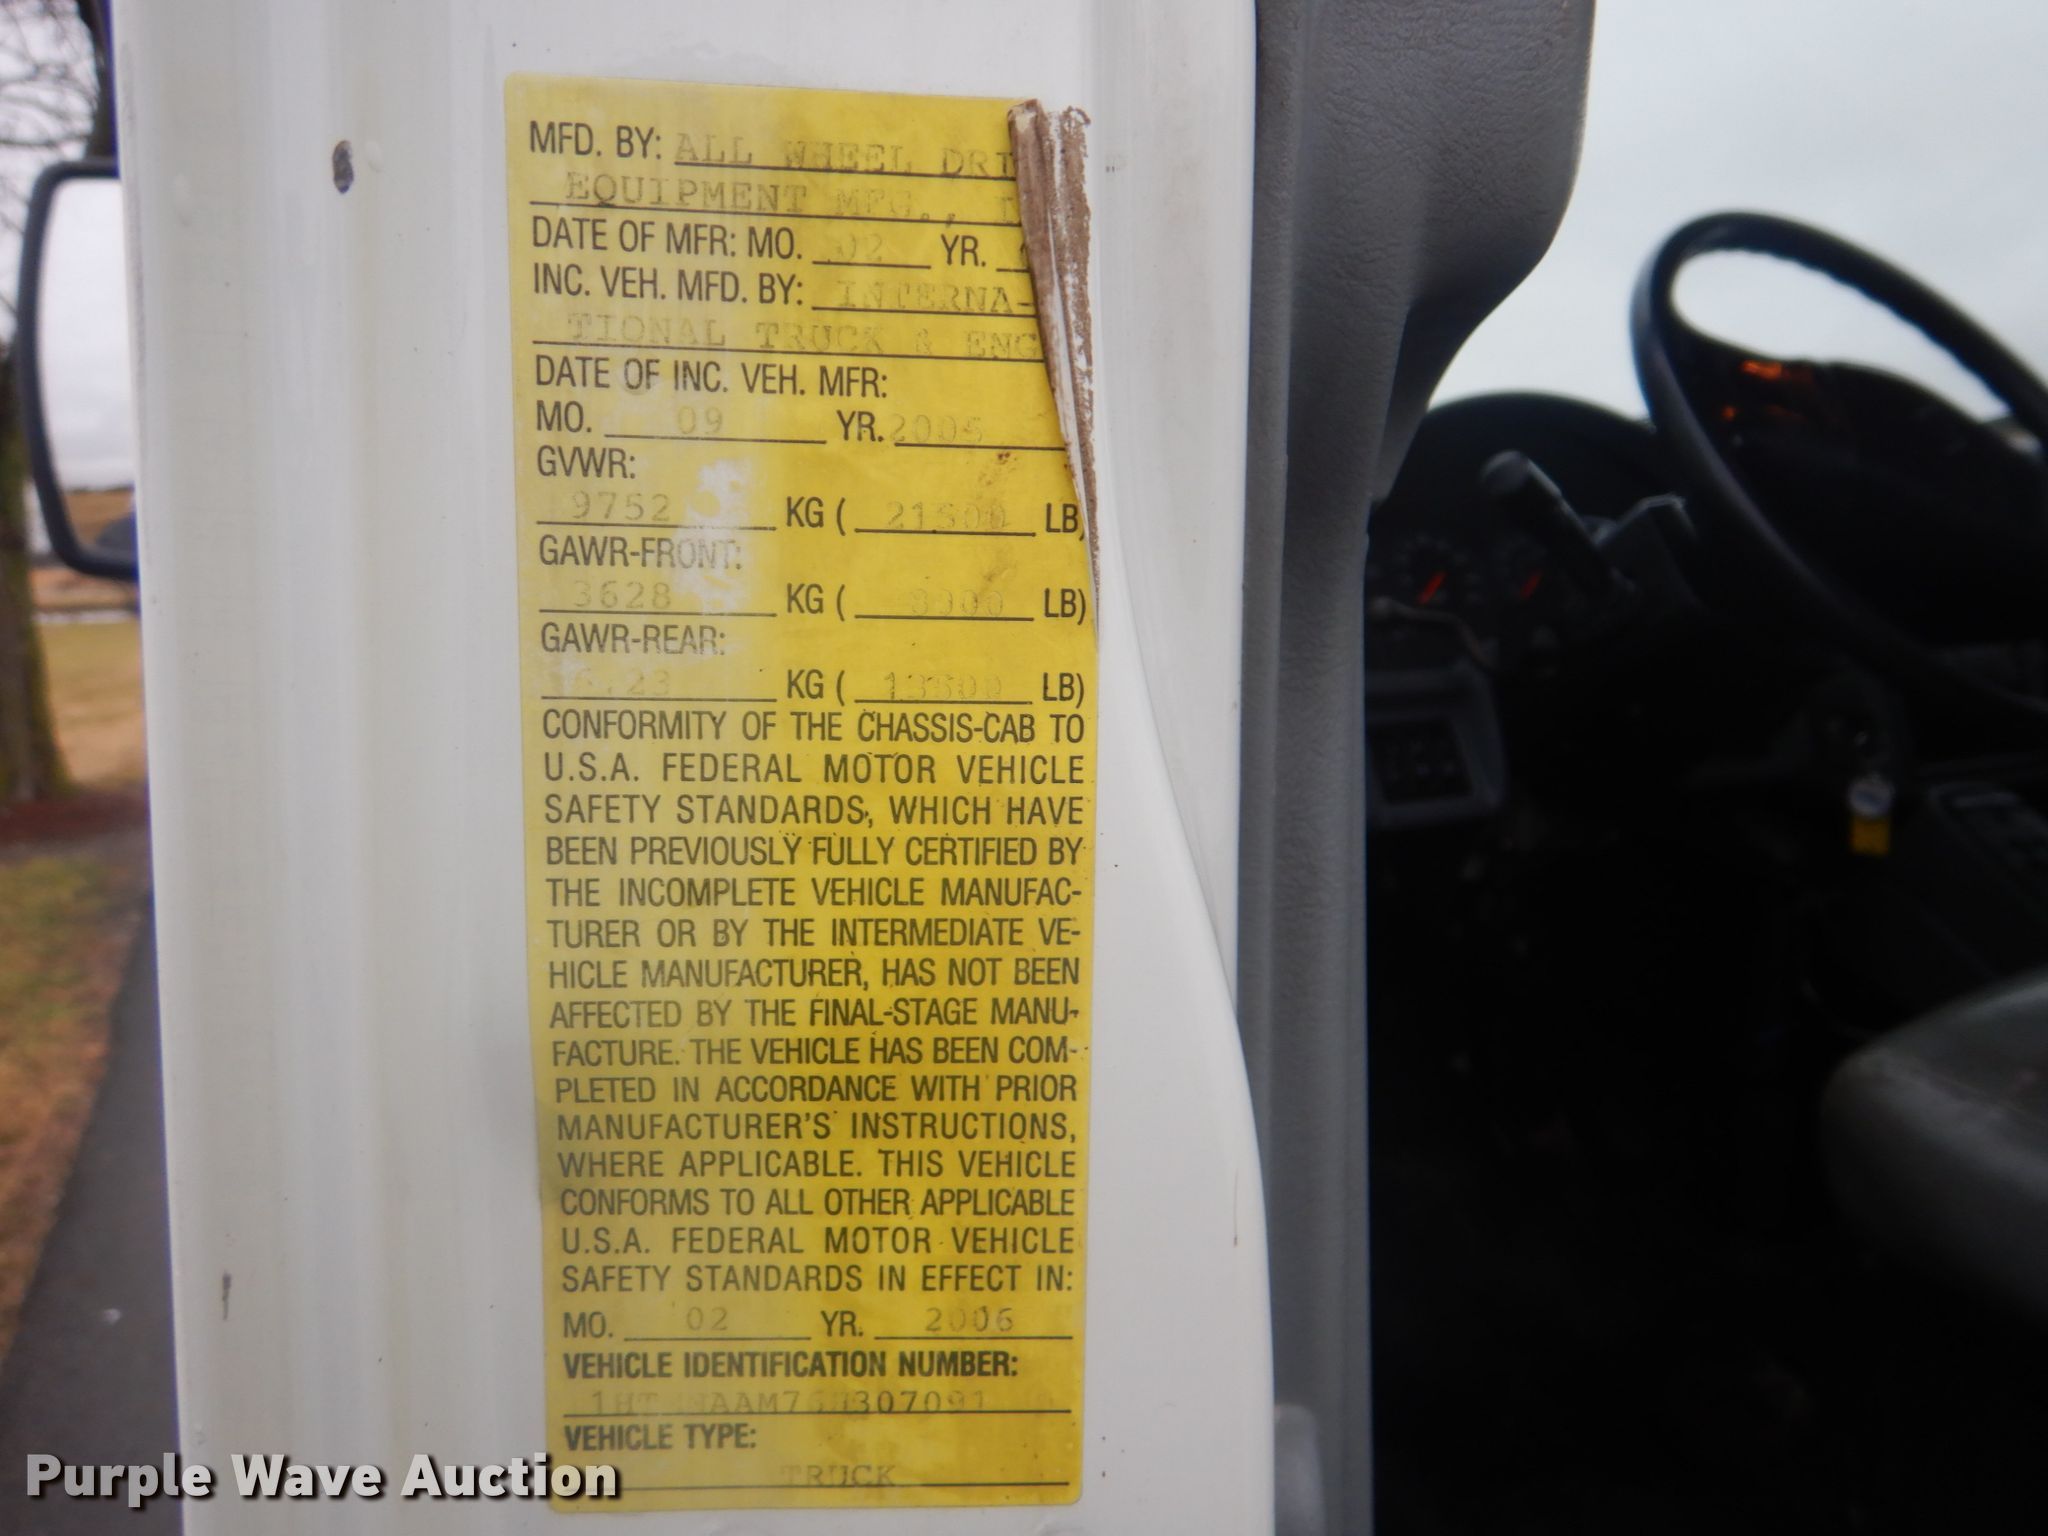 MFD. BY: ALL WHEEL
EQUIPMENT MFG.,
DATE OF MFR: MO. 02 YR.
INC. VEH. MFD. BY: INTERNA-
TIONAL TRUCK & ENG
DATE OF INC. VEH. MFR:
MO. 09 YR. 2005
GVWR:
9752 KG ( 21500 LB)
GAWR-FRONT:
3628 KG ( 8000 LB)
GAWR-REAR:
KG ( 13500 LB)
CONFORMITY OF THE CHASSIS-CAB TO
U.S.A. FEDERAL MOTOR VEHICLE
SAFETY STANDARDS, WHICH HAVE
BEEN PREVIOUSLY FULLY CERTIFIED BY
THE INCOMPLETE VEHICLE MANUFAC-
TURER OR BY THE INTERMEDIATE VE-
HICLE MANUFACTURER, HAS NOT BEEN
AFFECTED BY THE FINAL-STAGE MANU-
FACTURE. THE VEHICLE HAS BEEN COM-
PLETED IN ACCORDANCE WITH PRIOR
MANUFACTURER'S INSTRUCTIONS,
WHERE APPLICABLE. THIS VEHICLE
CONFORMS TO ALL OTHER APPLICABLE
U.S.A. FEDERAL MOTOR VEHICLE
SAFETY STANDARDS IN EFFECT IN:
MO. 02 YR. 2006
VEHICLE IDENTIFICATION NUMBER:
VEHICLE TYPE:
TRUCK
Purple Wave Auction